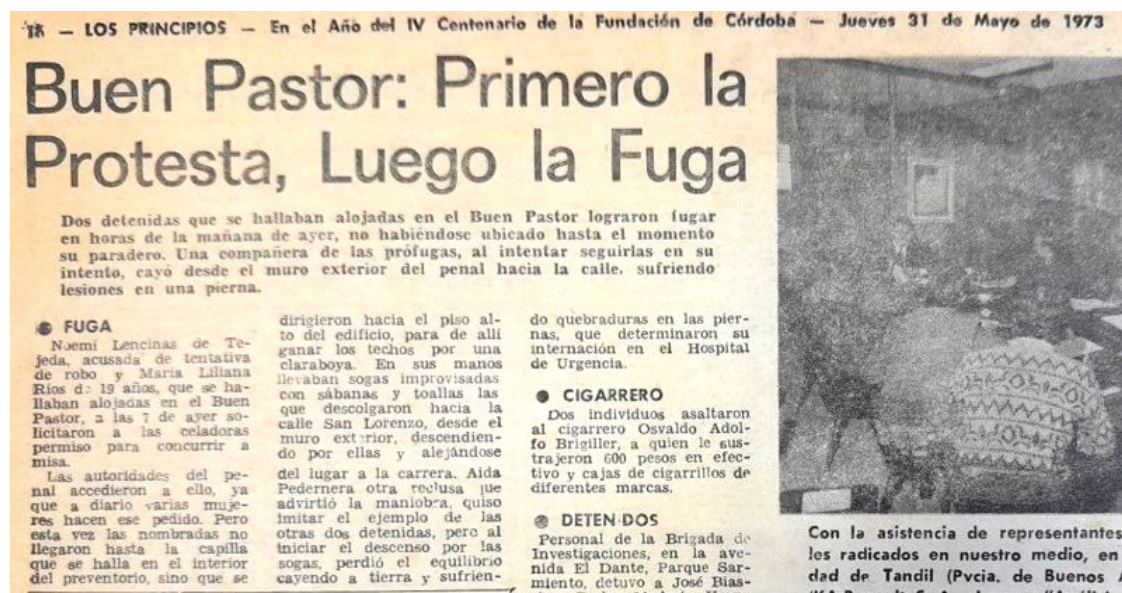 18 — LOS PRINCIPIOS — En el Año del IV Centenario de la Fundación de Córdoba — Jueves 31 de Mayo de 1973
Buen Pastor: Primero la
Protesta, Luego la Fuga
Dos detenidas que se hallaban alojadas en el Buen Pastor lograron fugar
en horas de la mañana de ayer, no habiéndose ubicado hasta el momento
su paradero. Una compañera de las prófugas, al intentar seguirlas en su
intento, cayó desde el muro exterior del penal hacia la calle, sufriendo
lesiones en una pierna.
● FUGA
Noemí Lencinas de Te-
jeda, acusada de tentativa
de robo y María Liliana
Ríos de 19 años, que se ha-
llaban alojadas en el Buen
Pastor, a las 7 de ayer so-
licitaron a las celadoras
permiso para concurrir a
misa.
Las autoridades del pe-
nal accedieron a ello, ya
que a diario varias muje-
res hacen ese pedido. Pero
esta vez las nombradas no
llegaron hasta la capilla
que se halla en el interior
del preventorio, sino que se
dirigieron hacia el piso al-
to del edificio, para de allí
ganar los techos por una
claraboya. En sus manos
llevaban sogas improvisadas
con sábanas y toallas las
que descolgaron hacia la
calle San Lorenzo, desde el
muro exterior, descendien-
do por ellas y alejándose
del lugar a la carrera. Aida
Pedernera otra reclusa que
advirtió la maniobra, quiso
imitar el ejemplo de las
otras dos detenidas, pero al
iniciar el descenso por las
sogas, perdió el equilibrio
cayendo a tierra y sufrien-
do quebraduras en las pier-
nas, que determinaron su
internación en el Hospital
de Urgencia.
● CIGARRERO
Dos individuos asaltaron
al cigarrero Osvaldo Adol-
fo Brigiller, a quien le sus-
trajeron 600 pesos en efec-
tivo y cajas de cigarrillos de
diferentes marcas.
● DETENIDOS
Personal de la Brigada de
Investigaciones, en la ave-
nida El Dante, Parque Sar-
miento, detuvo a José Bias-
Con la asistencia de representantes
les radicados en nuestro medio, en
dad de Tandil (Pvcia. de Buenos